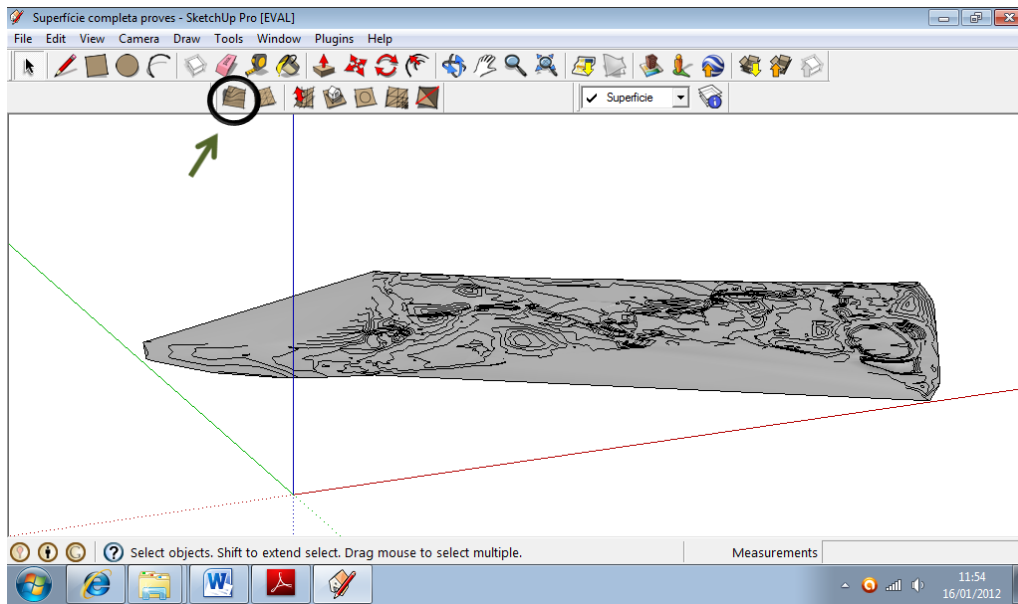 Superfície completa proves - SketchUp Pro [EVAL]
File Edit View Camera Draw Tools Window Plugins Help
Superficie
Select objects. Shift to extend select. Drag mouse to select multiple.
Measurements
11:54
16/01/2012